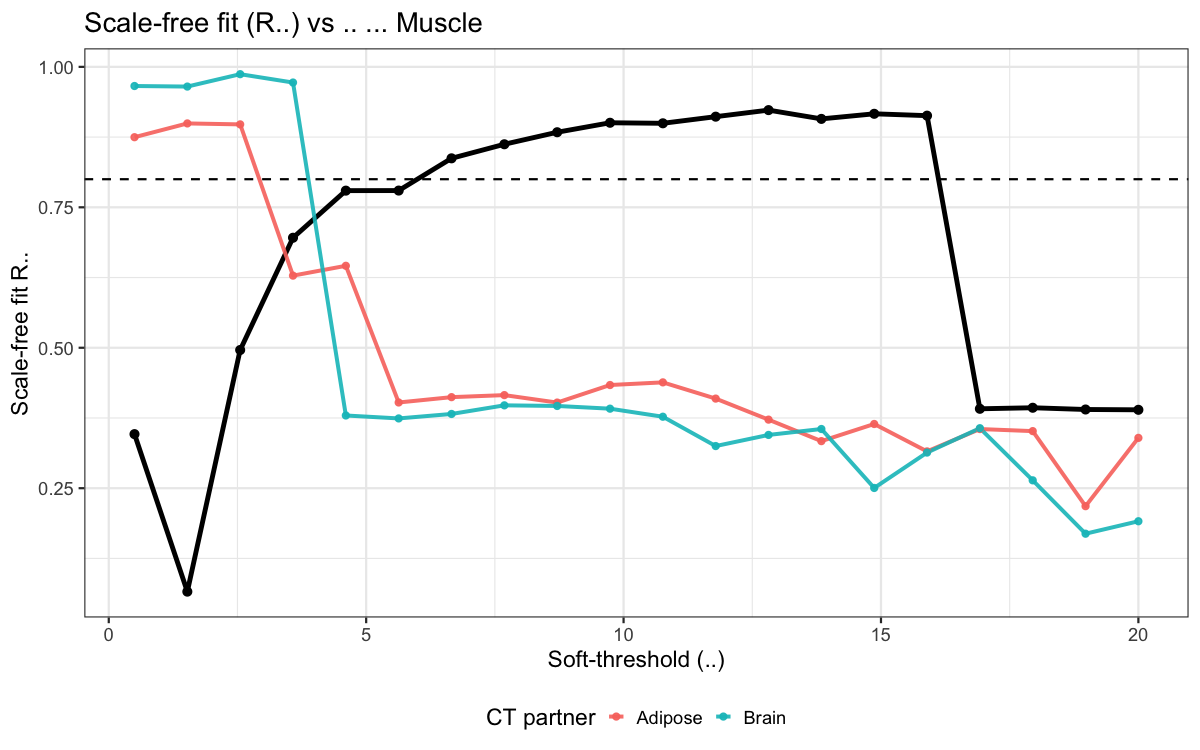 Scale-free fit (R..) vs .. ... Muscle
Scale-free fit R..
1.00
0.75
0.50
0.25
0
5
10
15
20
Soft-threshold (..)
CT partner Adipose Brain